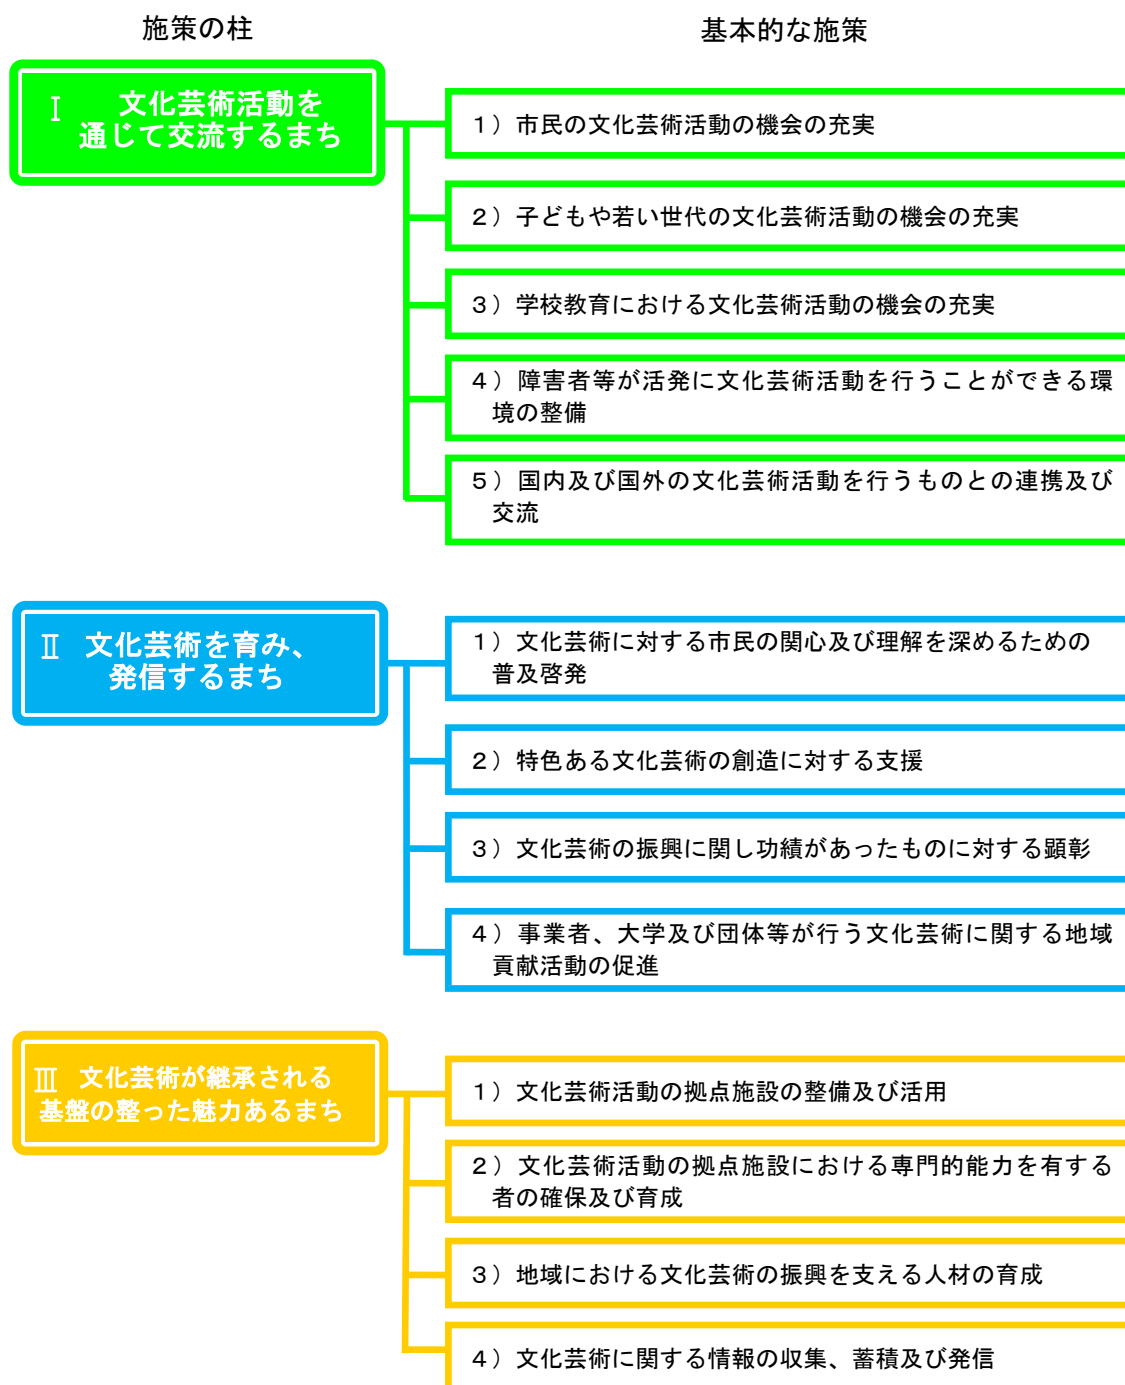 施策の柱
基本的な施策
Ⅰ 文化芸術活動を
通じて交流するまち
１）市民の文化芸術活動の機会の充実
２）子どもや若い世代の文化芸術活動の機会の充実
３）学校教育における文化芸術活動の機会の充実
４）障害者等が活発に文化芸術活動を行うことができる環
境の整備
５）国内及び国外の文化芸術活動を行うものとの連携及び
交流
Ⅱ 文化芸術を育み、
発信するまち
１）文化芸術に対する市民の関心及び理解を深めるための
普及啓発
２）特色ある文化芸術の創造に対する支援
３）文化芸術の振興に関し功績があったものに対する顕彰
４）事業者、大学及び団体等が行う文化芸術に関する地域
貢献活動の促進
Ⅲ 文化芸術が継承される
基盤の整った魅力あるまち
１）文化芸術活動の拠点施設の整備及び活用
２）文化芸術活動の拠点施設における専門的能力を有する
者の確保及び育成
３）地域における文化芸術の振興を支える人材の育成
４）文化芸術に関する情報の収集、蓄積及び発信